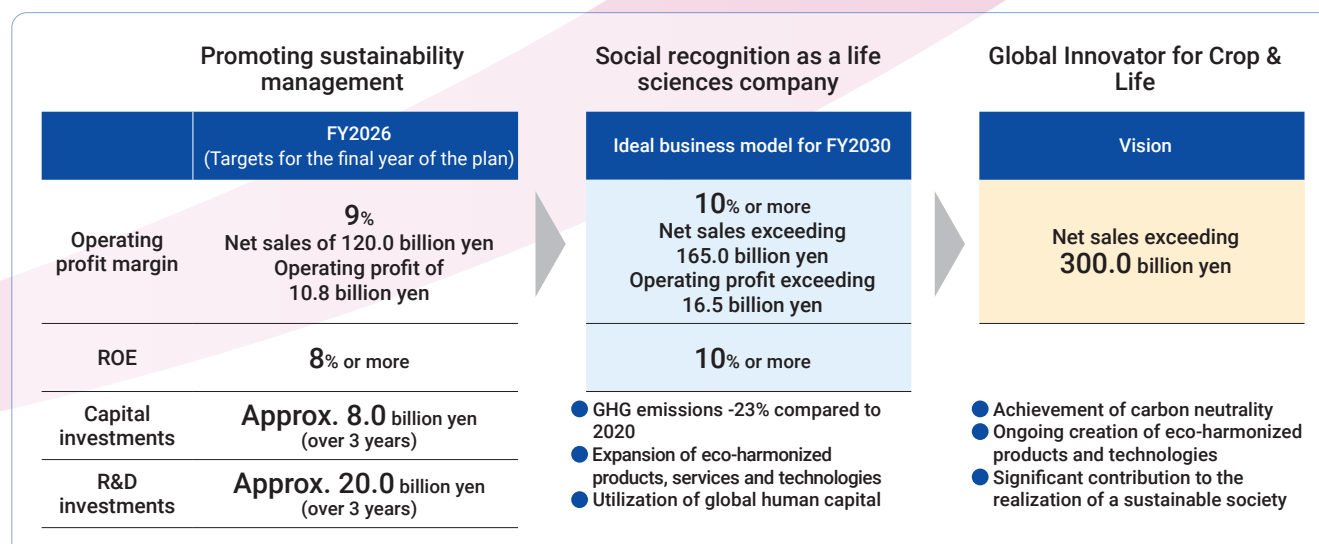 Promoting sustainability
management
Social recognition as a life
sciences company
Global Innovator for Crop &
Life
FY2026
(Targets for the final year of the plan)
Ideal business model for FY2030
Vision
Operating
profit margin
9%
Net sales of 120.0 billion yen
Operating profit of
10.8 billion yen
10% or more
Net sales exceeding
165.0 billion yen
Operating profit exceeding
16.5 billion yen
Net sales exceeding
300.0 billion yen
ROE
8% or more
10% or more
Capital
investments
Approx. 8.0 billion yen
(over 3 years)
R&D
investments
Approx. 20.0 billion yen
(over 3 years)
● GHG emissions -23% compared to
2020
● Expansion of eco-harmonized
products, services and technologies
● Utilization of global human capital
● Achievement of carbon neutrality
● Ongoing creation of eco-harmonized
products and technologies
● Significant contribution to the
realization of a sustainable society